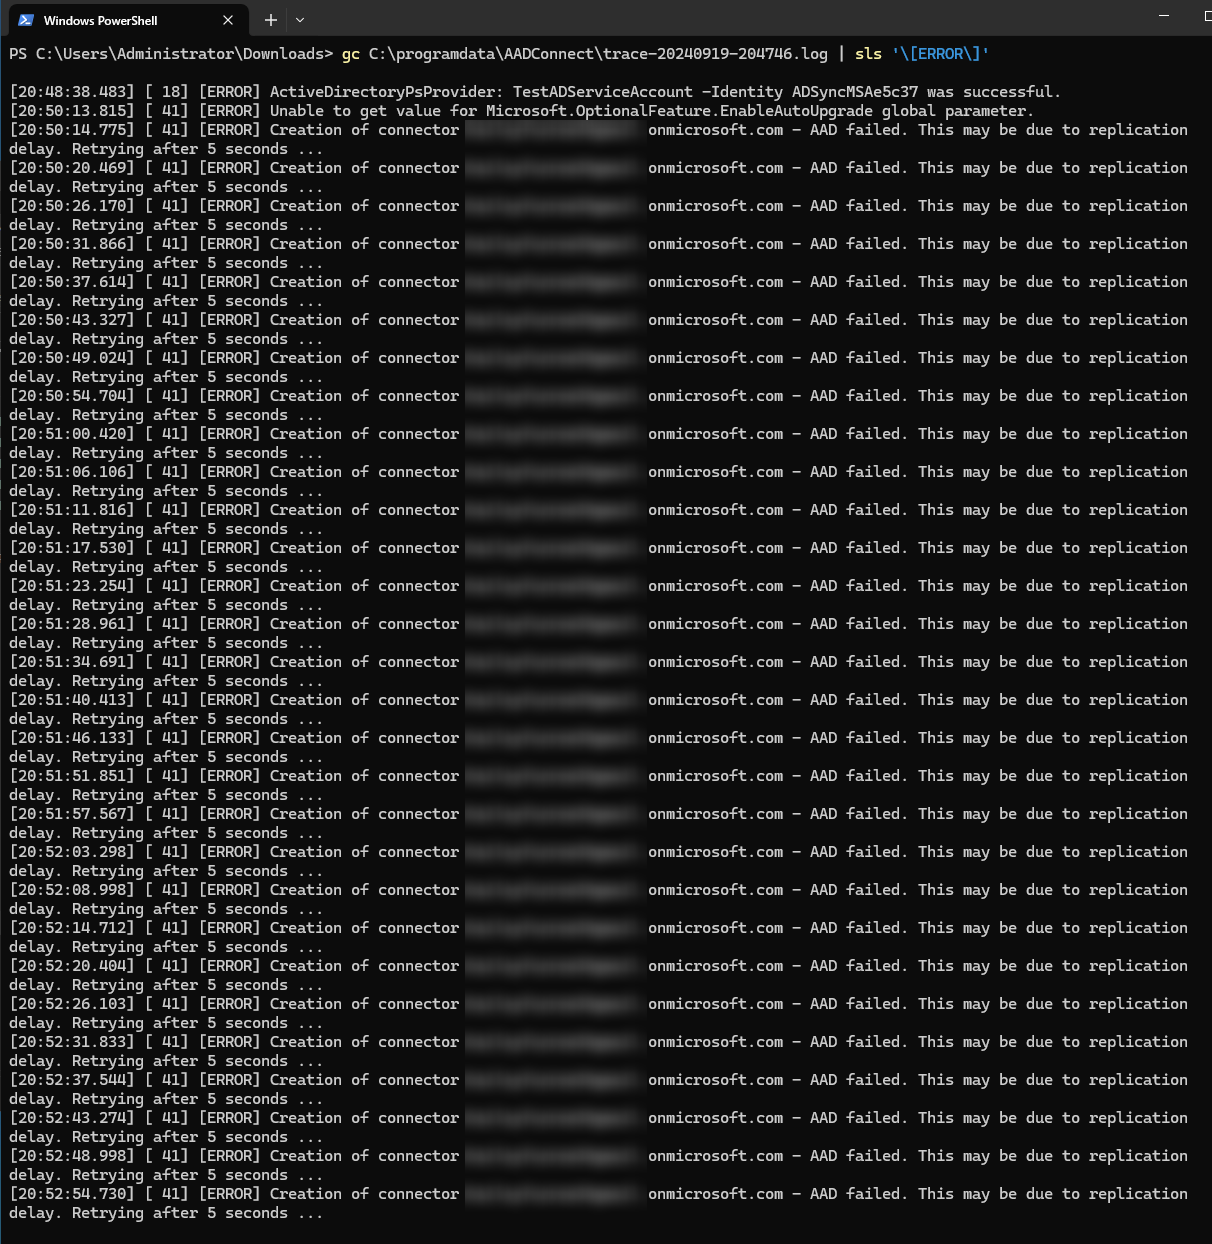 Windows PowerShell
PS C:\Users\Administrator\Downloads> gc C:\programdata\AADConnect\trace-20240919-204746.log | sls '\[ERROR\]'
[20:48:38.483] [ 18] [ERROR] ActiveDirectoryPsProvider: TestADServiceAccount -Identity ADSyncMSAe5c37 was successful.
[20:50:13.815] [ 41] [ERROR] Unable to get value for Microsoft.OptionalFeature.EnableAutoUpgrade global parameter.
[20:50:14.775] [ 41] [ERROR] Creation of connector onmicrosoft.com - AAD failed. This may be due to replication
delay. Retrying after 5 seconds ...
[20:50:20.469] [ 41] [ERROR] Creation of connector onmicrosoft.com - AAD failed. This may be due to replication
delay. Retrying after 5 seconds ...
[20:50:26.170] [ 41] [ERROR] Creation of connector onmicrosoft.com - AAD failed. This may be due to replication
delay. Retrying after 5 seconds ...
[20:50:31.866] [ 41] [ERROR] Creation of connector onmicrosoft.com - AAD failed. This may be due to replication
delay. Retrying after 5 seconds ...
[20:50:37.614] [ 41] [ERROR] Creation of connector onmicrosoft.com - AAD failed. This may be due to replication
delay. Retrying after 5 seconds ...
[20:50:43.327] [ 41] [ERROR] Creation of connector onmicrosoft.com - AAD failed. This may be due to replication
delay. Retrying after 5 seconds ...
[20:50:49.024] [ 41] [ERROR] Creation of connector onmicrosoft.com - AAD failed. This may be due to replication
delay. Retrying after 5 seconds ...
[20:50:54.704] [ 41] [ERROR] Creation of connector onmicrosoft.com - AAD failed. This may be due to replication
delay. Retrying after 5 seconds ...
[20:51:00.420] [ 41] [ERROR] Creation of connector onmicrosoft.com - AAD failed. This may be due to replication
delay. Retrying after 5 seconds ...
[20:51:06.106] [ 41] [ERROR] Creation of connector onmicrosoft.com - AAD failed. This may be due to replication
delay. Retrying after 5 seconds ...
[20:51:11.816] [ 41] [ERROR] Creation of connector onmicrosoft.com - AAD failed. This may be due to replication
delay. Retrying after 5 seconds ...
[20:51:17.530] [ 41] [ERROR] Creation of connector onmicrosoft.com - AAD failed. This may be due to replication
delay. Retrying after 5 seconds ...
[20:51:23.254] [ 41] [ERROR] Creation of connector onmicrosoft.com - AAD failed. This may be due to replication
delay. Retrying after 5 seconds ...
[20:51:28.961] [ 41] [ERROR] Creation of connector onmicrosoft.com - AAD failed. This may be due to replication
delay. Retrying after 5 seconds ...
[20:51:34.691] [ 41] [ERROR] Creation of connector onmicrosoft.com - AAD failed. This may be due to replication
delay. Retrying after 5 seconds ...
[20:51:40.413] [ 41] [ERROR] Creation of connector onmicrosoft.com - AAD failed. This may be due to replication
delay. Retrying after 5 seconds ...
[20:51:46.133] [ 41] [ERROR] Creation of connector onmicrosoft.com - AAD failed. This may be due to replication
delay. Retrying after 5 seconds ...
[20:51:51.851] [ 41] [ERROR] Creation of connector onmicrosoft.com - AAD failed. This may be due to replication
delay. Retrying after 5 seconds ...
[20:51:57.567] [ 41] [ERROR] Creation of connector onmicrosoft.com - AAD failed. This may be due to replication
delay. Retrying after 5 seconds ...
[20:52:03.298] [ 41] [ERROR] Creation of connector onmicrosoft.com - AAD failed. This may be due to replication
delay. Retrying after 5 seconds ...
[20:52:08.998] [ 41] [ERROR] Creation of connector onmicrosoft.com - AAD failed. This may be due to replication
delay. Retrying after 5 seconds ...
[20:52:14.712] [ 41] [ERROR] Creation of connector onmicrosoft.com - AAD failed. This may be due to replication
delay. Retrying after 5 seconds ...
[20:52:20.404] [ 41] [ERROR] Creation of connector onmicrosoft.com - AAD failed. This may be due to replication
delay. Retrying after 5 seconds ...
[20:52:26.103] [ 41] [ERROR] Creation of connector onmicrosoft.com - AAD failed. This may be due to replication
delay. Retrying after 5 seconds ...
[20:52:31.833] [ 41] [ERROR] Creation of connector onmicrosoft.com - AAD failed. This may be due to replication
delay. Retrying after 5 seconds ...
[20:52:37.544] [ 41] [ERROR] Creation of connector onmicrosoft.com - AAD failed. This may be due to replication
delay. Retrying after 5 seconds ...
[20:52:43.274] [ 41] [ERROR] Creation of connector onmicrosoft.com - AAD failed. This may be due to replication
delay. Retrying after 5 seconds ...
[20:52:48.998] [ 41] [ERROR] Creation of connector onmicrosoft.com - AAD failed. This may be due to replication
delay. Retrying after 5 seconds ...
[20:52:54.730] [ 41] [ERROR] Creation of connector onmicrosoft.com - AAD failed. This may be due to replication
delay. Retrying after 5 seconds ...